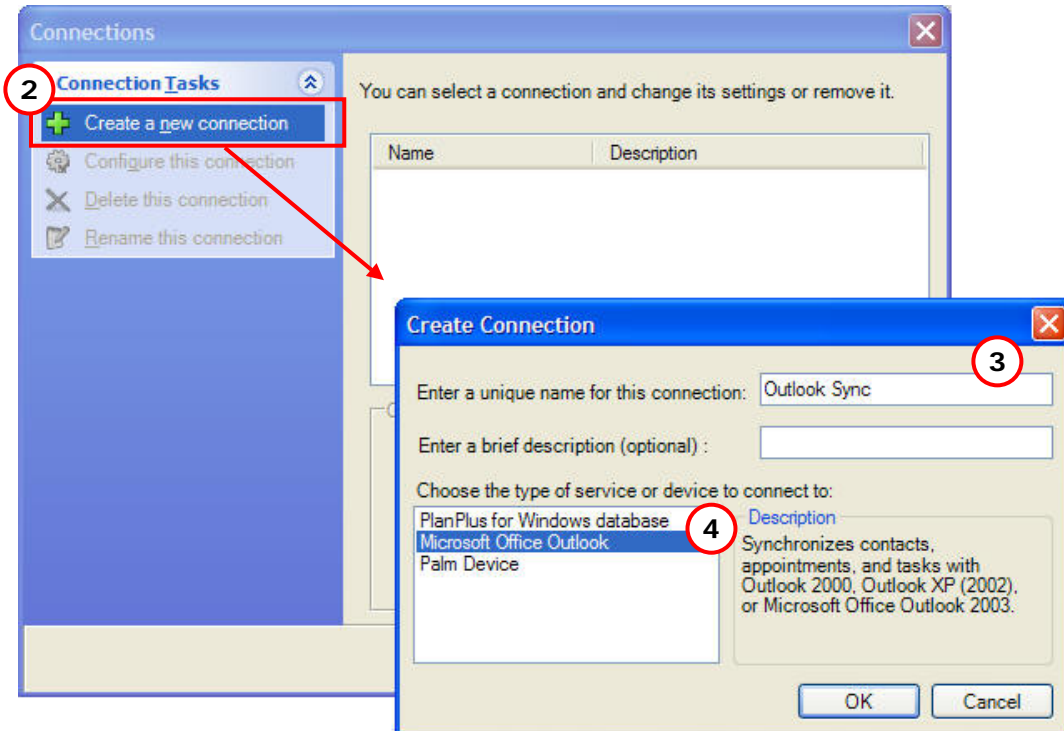 Connections
2
Connection Tasks
Create a new connection
Configure this connection
Delete this connection
Rename this connection
You can select a connection and change its settings or remove it.
Name Description
Create Connection
3
Enter a unique name for this connection: Outlook Sync
Enter a brief description (optional) :
Choose the type of service or device to connect to:
PlanPlus for Windows database
Microsoft Office Outlook
Palm Device
4
Description
Synchronizes contacts,
appointments, and tasks with
Outlook 2000, Outlook XP (2002),
or Microsoft Office Outlook 2003.
OK Cancel